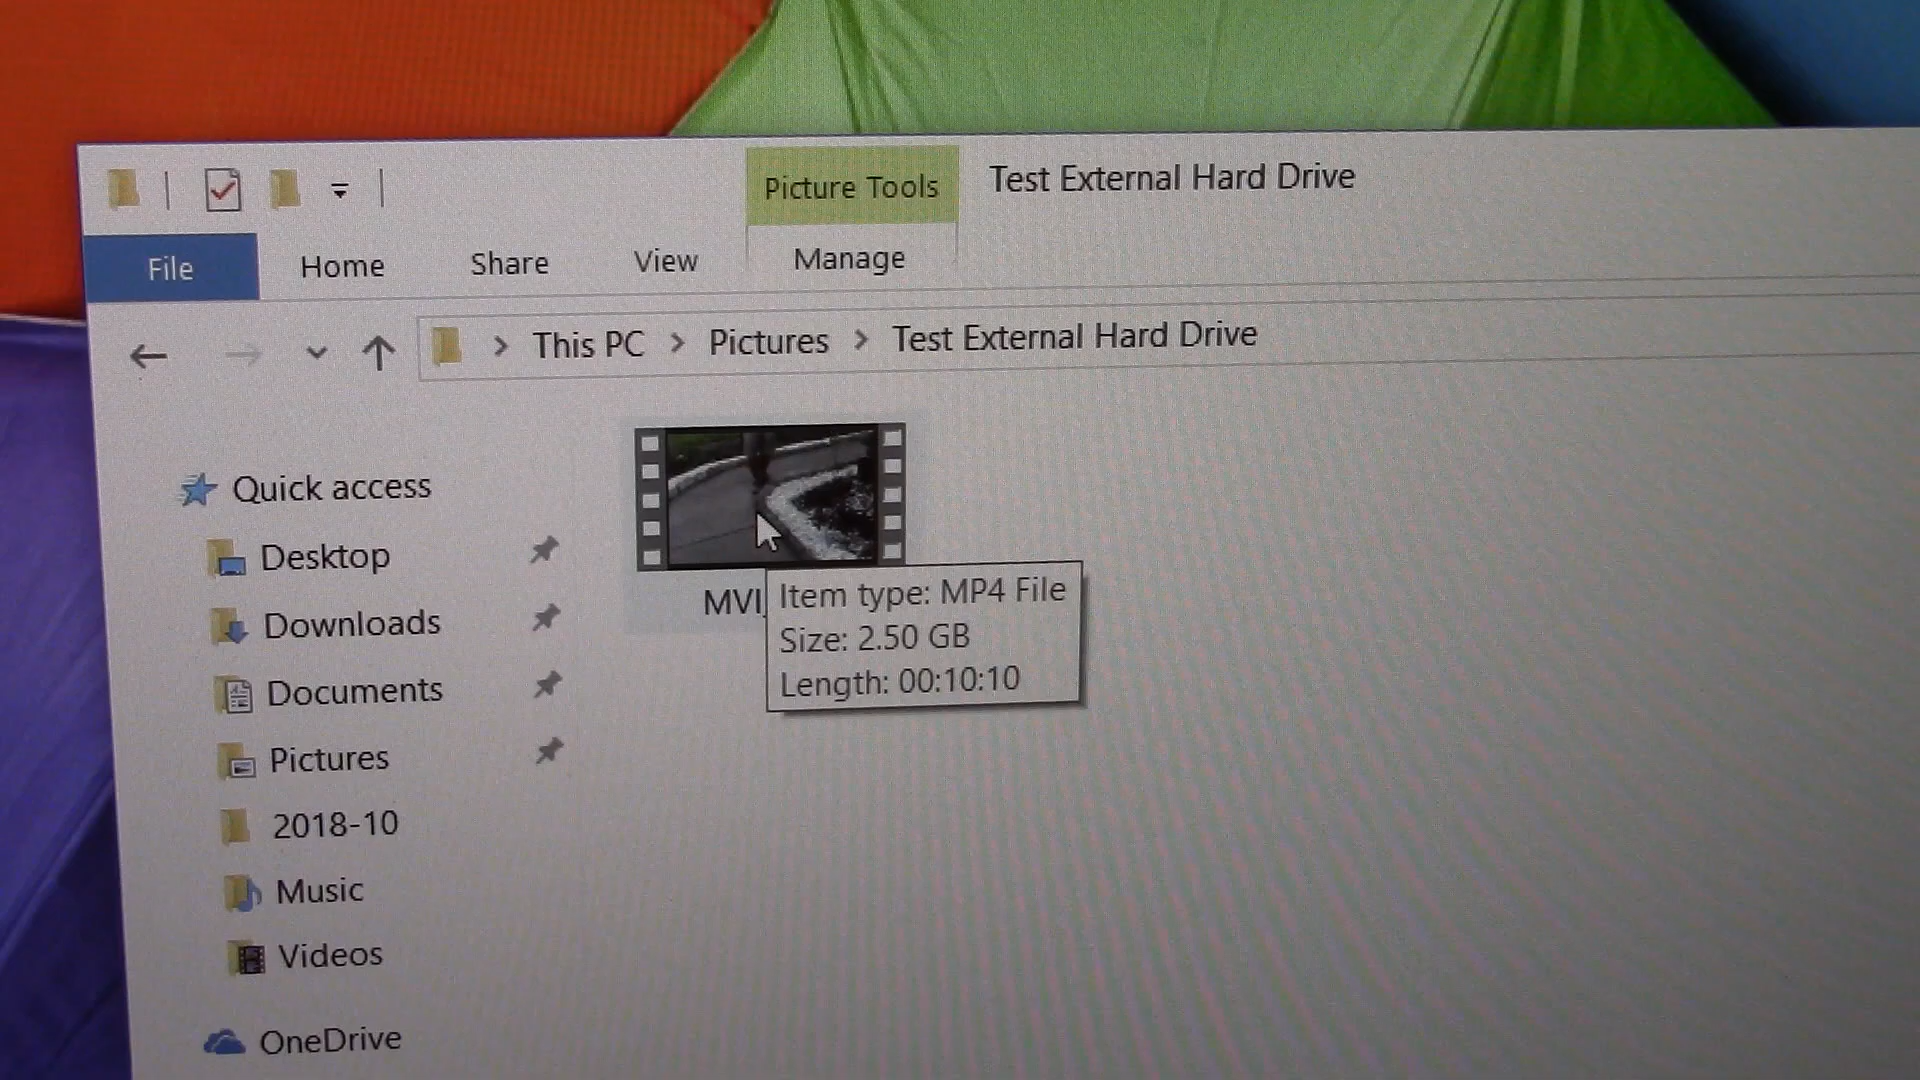 Picture Tools
Test External Hard Drive
File
Home
Share
View
Manage
This PC > Pictures > Test External Hard Drive
Quick access
Desktop
Downloads
Documents
Pictures
2018-10
Music
Videos
OneDrive
MVI_
Item type: MP4 File
Size: 2.50 GB
Length: 00:10:10